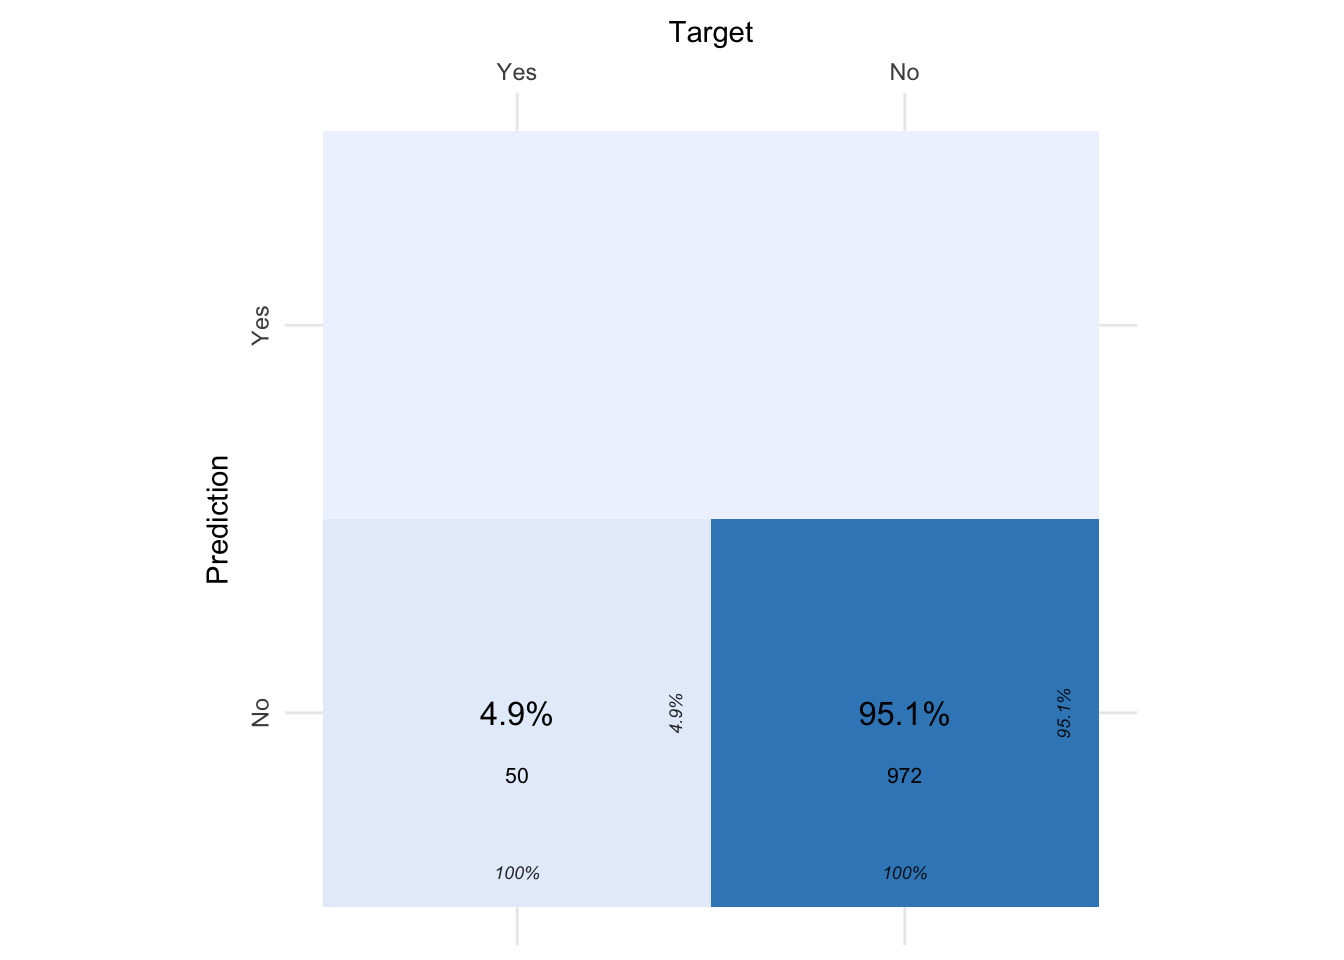 Target
Yes
No
Yes
Prediction
No
4.9%
4.9%
95.1%
95.1%
50
972
100%
100%